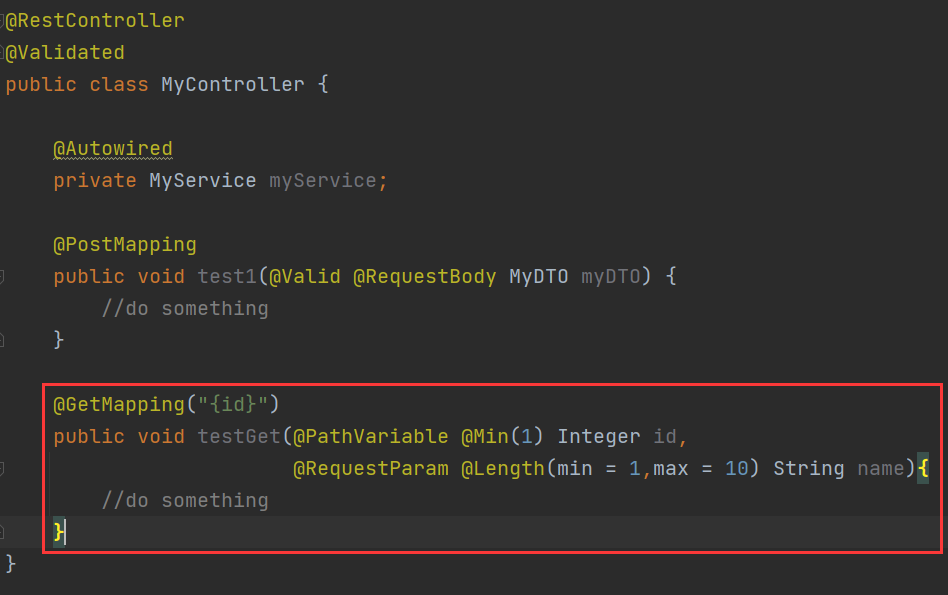 @RestController
@Validated
public class MyController {
@Autowired
private MyService myService;
@PostMapping
public void test1(@Valid @RequestBody MyDTO myDTO) {
//do something
}
@GetMapping("{id}")
public void testGet(@PathVariable @Min(1) Integer id,
@RequestParam @Length(min = 1,max = 10) String name){
//do something
}
}